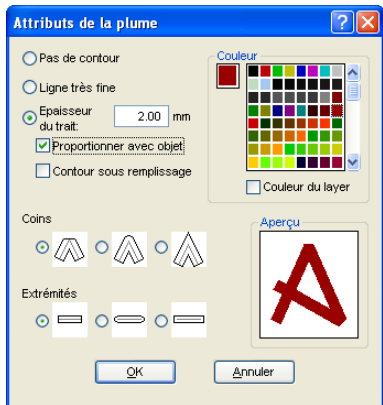 Attributs de la plume
Pas de contour
Ligne très fine
Epaisseur du trait: 2.00 mm
Proportionner avec objet
Contour sous remplissage
Couleur
Couleur du layer
Coins
Extrémités
Aperçu
OK
Annuler